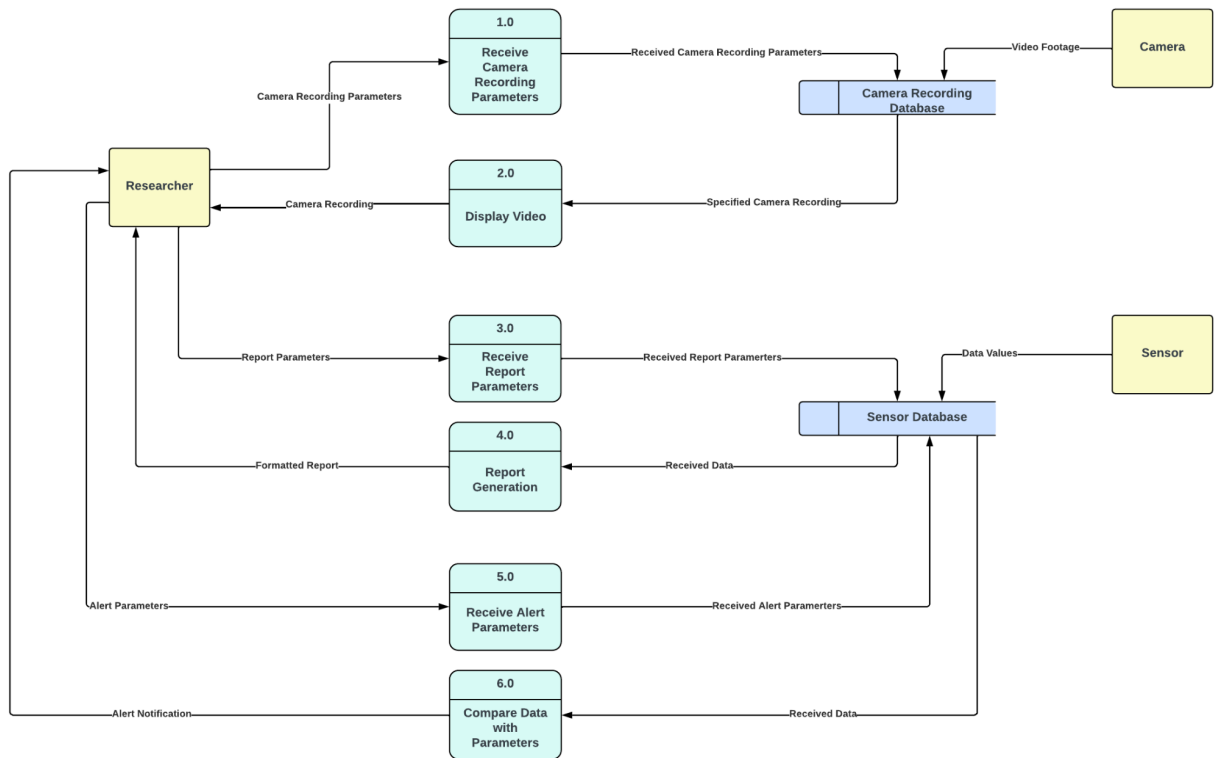 1.0
Receive
Camera
Recording
Parameters
Received Camera Recording Parameters
Video Footage
Camera
Camera Recording Parameters
Camera Recording
Database
Researcher
2.0
Display Video
Camera Recording
Specified Camera Recording
3.0
Receive
Report
Parameters
Report Parameters
Received Report Paramerters
Data Values
Sensor
Sensor Database
4.0
Report
Generation
Formatted Report
Received Data
5.0
Receive Alert
Parameters
Alert Parameters
Received Alert Paramerters
6.0
Compare Data
with
Parameters
Alert Notification
Received Data